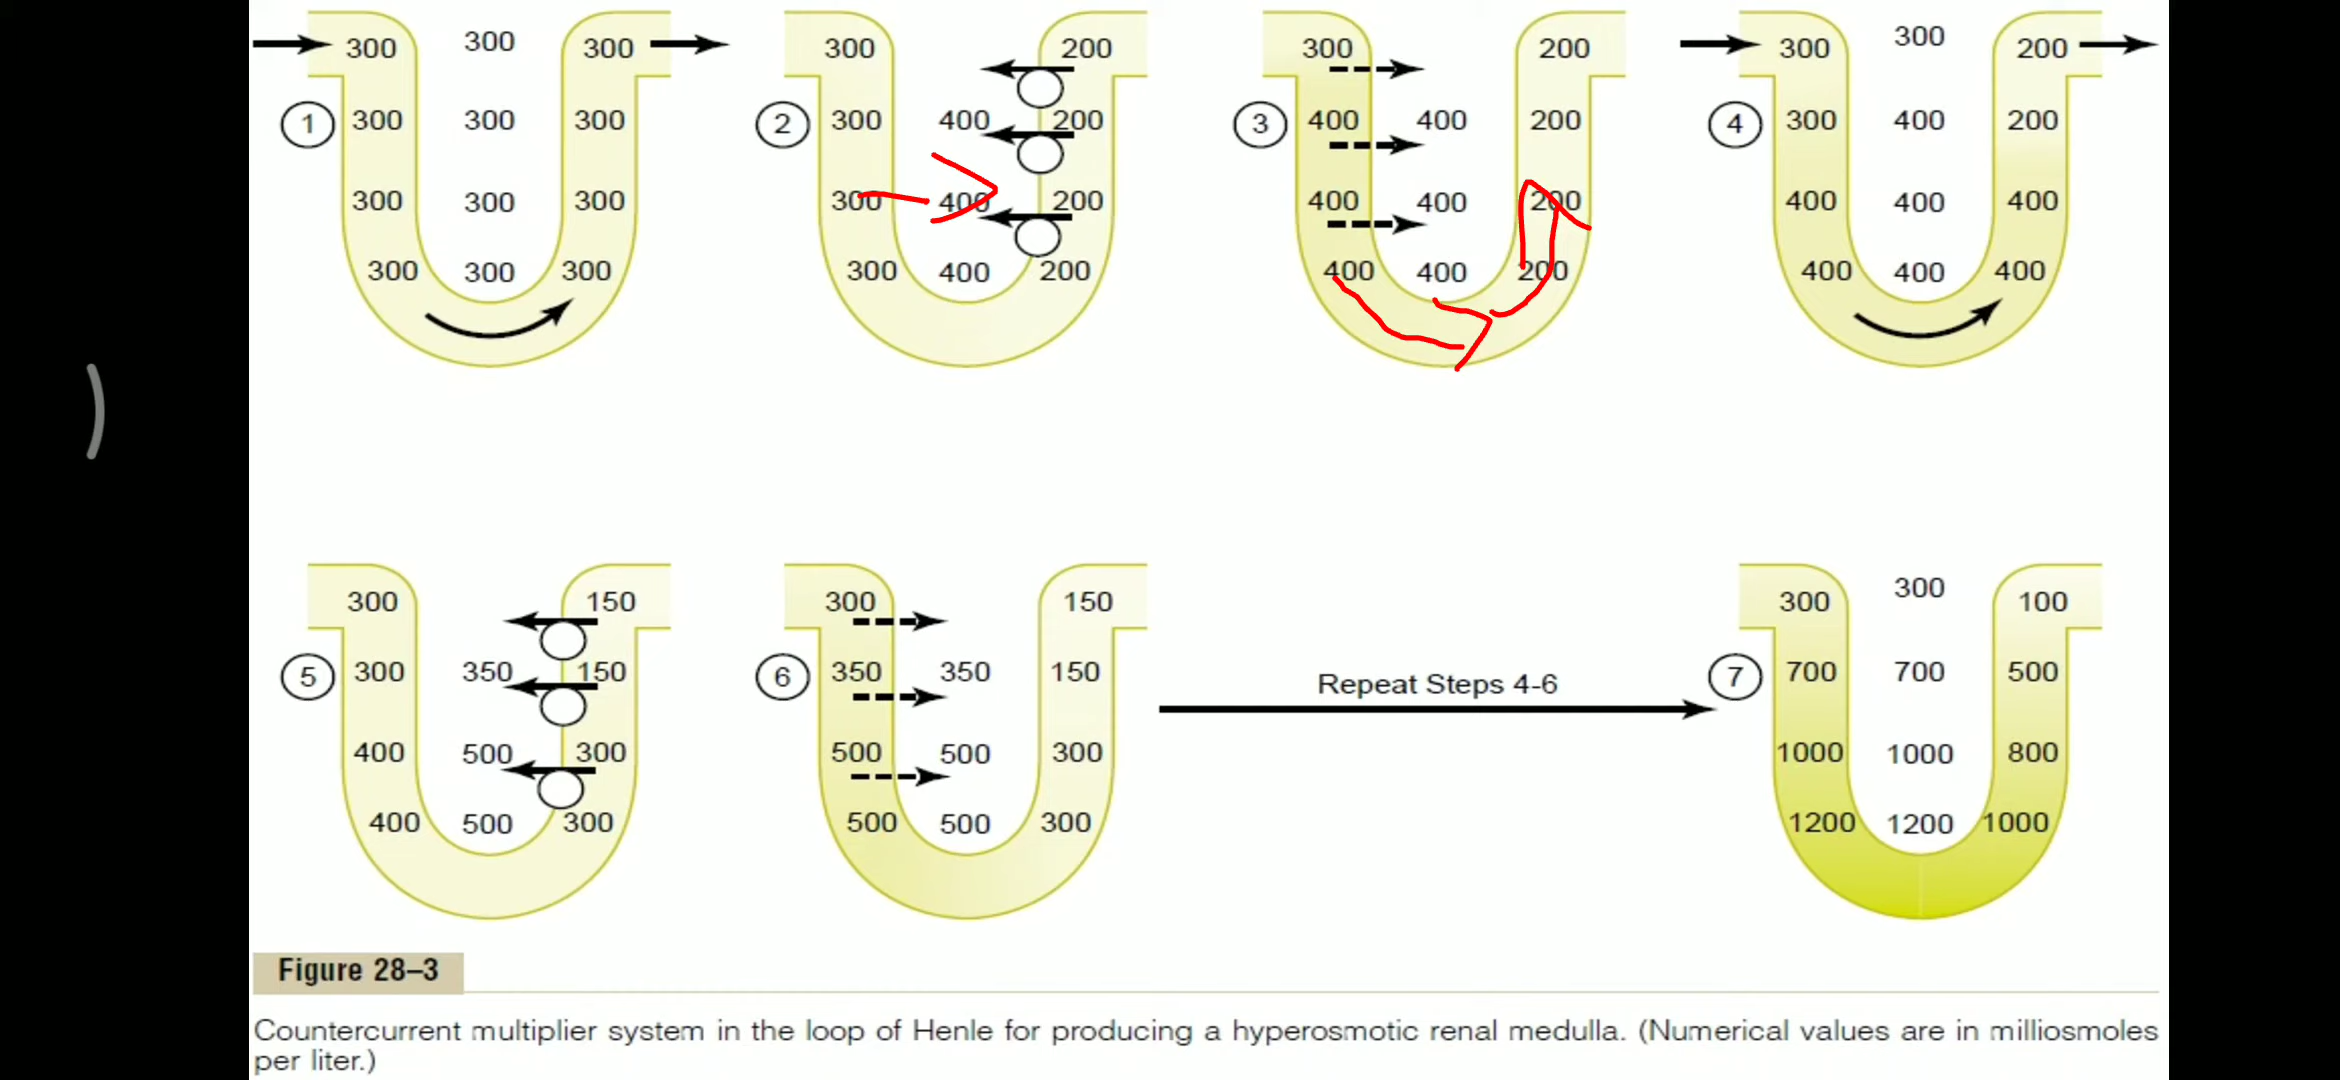 300 300 300 300 200 300 200 300 300 200
1 300 300 300 2 300 400 200 3 400 400 200 4 300 400 200
300 300 300 300 400 200 400 400 200 400 400 400
300 300 300 300 400 200 400 400 200 400 400 400
300 150 300 150 300 300 100
5 300 350 150 6 350 350 150 Repeat Steps 4-6 7 700 700 500
400 500 300 500 500 300 1000 1000 800
400 500 300 500 500 300 1200 1200 1000
Figure 28–3
Countercurrent multiplier system in the loop of Henle for producing a hyperosmotic renal medulla. (Numerical values are in milliosmoles
per liter.)